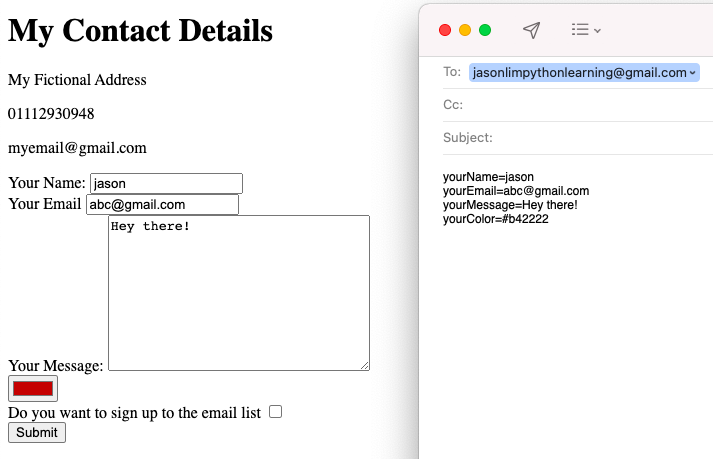 My Contact Details
My Fictional Address
01112930948
myemail@gmail.com
Your Name: jason
Your Email abc@gmail.com
Hey there!
Your Message:
Do you want to sign up to the email list
Submit
To: jasonlimpythonlearning@gmail.com
Cc:
Subject:
yourName=jason
yourEmail=abc@gmail.com
yourMessage=Hey there!
yourColor=#b42222